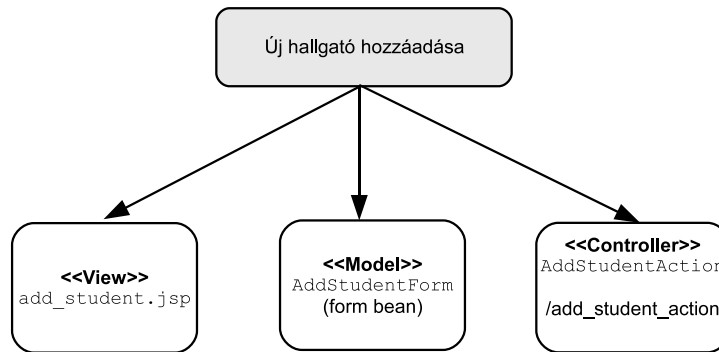 Új hallgató hozzáadása
<<View>>
add_student.jsp
<<Model>>
AddStudentForm
(form bean)
<<Controller>>
AddStudentAction
/add_student_action